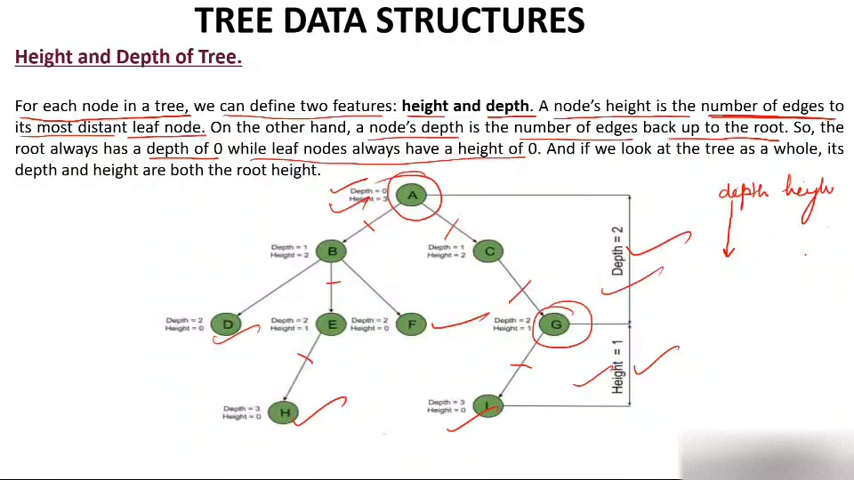 TREE DATA STRUCTURES
Height and Depth of Tree.
For each node in a tree, we can define two features: height and depth. A node's height is the number of edges to
its most distant leaf node. On the other hand, a node's depth is the number of edges back up to the root. So, the
root always has a depth of 0 while leaf nodes always have a height of 0. And if we look at the tree as a whole, its
depth and height are both the root height.
Depth = 0
Height = 3
A
depth height
Depth = 1
Height = 2
B
Depth = 1
Height = 2
C
Depth = 2
Depth = 2
Height = 0
D
Depth = 2
Height = 1
E
Depth = 2
Height = 0
F
Depth = 2
Height = 1
G
Height = 1
Depth = 3
Height = 0
H
Depth = 3
Height = 0
I